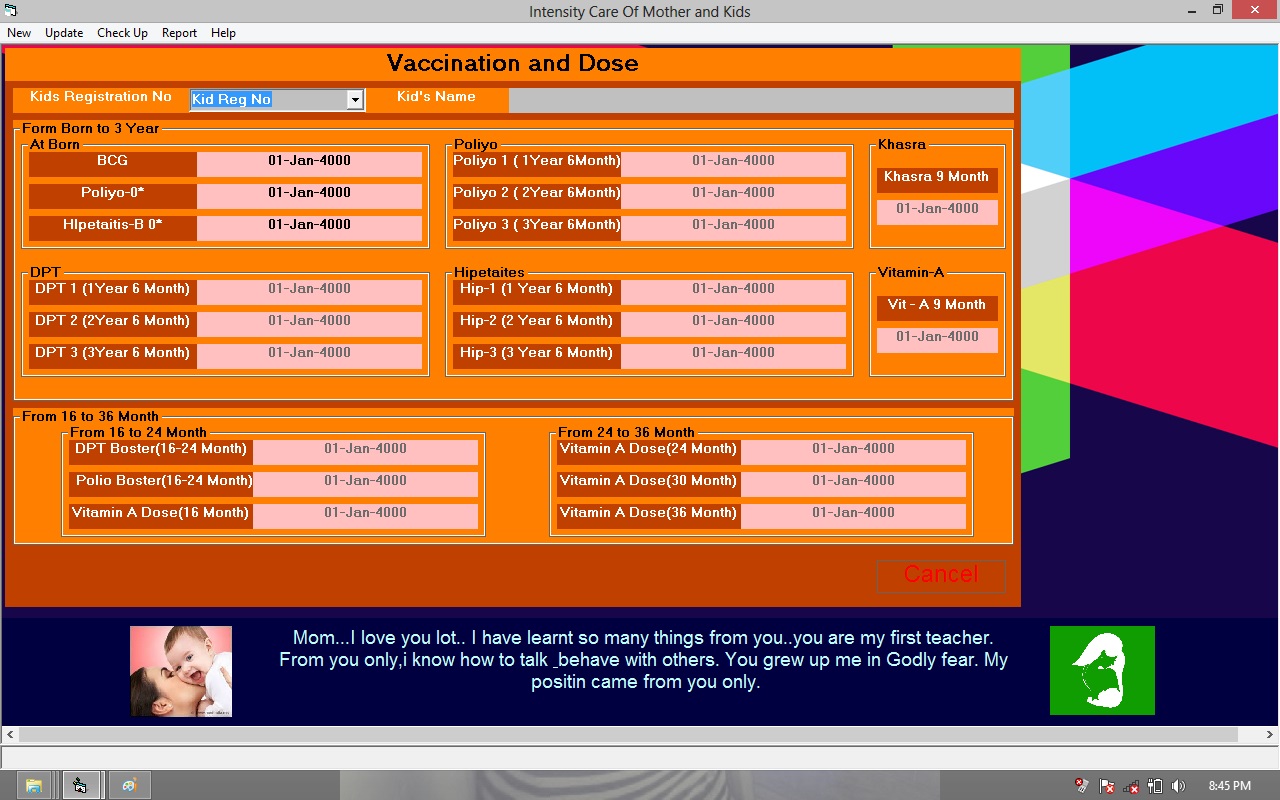 Intensity Care Of Mother and Kids
New Update Check Up Report Help
Vaccination and Dose
Kids Registration No Kid Reg No Kid's Name
Form Born to 3 Year
At Born
BCG 01-Jan-4000
Poliyo-0* 01-Jan-4000
HIpetaitis-B 0* 01-Jan-4000
Poliyo
Poliyo 1 ( 1Year 6Month) 01-Jan-4000
Poliyo 2 ( 2Year 6Month) 01-Jan-4000
Poliyo 3 ( 3Year 6Month) 01-Jan-4000
Khasra
Khasra 9 Month
01-Jan-4000
DPT
DPT 1 (1Year 6 Month) 01-Jan-4000
DPT 2 (2Year 6 Month) 01-Jan-4000
DPT 3 (3Year 6 Month) 01-Jan-4000
Hipetaites
Hip-1 (1 Year 6 Month) 01-Jan-4000
Hip-2 (2 Year 6 Month) 01-Jan-4000
Hip-3 (3 Year 6 Month) 01-Jan-4000
Vitamin-A
Vit - A 9 Month
01-Jan-4000
From 16 to 36 Month
From 16 to 24 Month
DPT Boster(16-24 Month) 01-Jan-4000
Polio Boster(16-24 Month) 01-Jan-4000
Vitamin A Dose(16 Month) 01-Jan-4000
From 24 to 36 Month
Vitamin A Dose(24 Month) 01-Jan-4000
Vitamin A Dose(30 Month) 01-Jan-4000
Vitamin A Dose(36 Month) 01-Jan-4000
Cancel
Mom...I love you lot.. I have learnt so many things from you..you are my first teacher.
From you only,i know how to talk _behave with others. You grew up me in Godly fear. My
positin came from you only.
8:45 PM